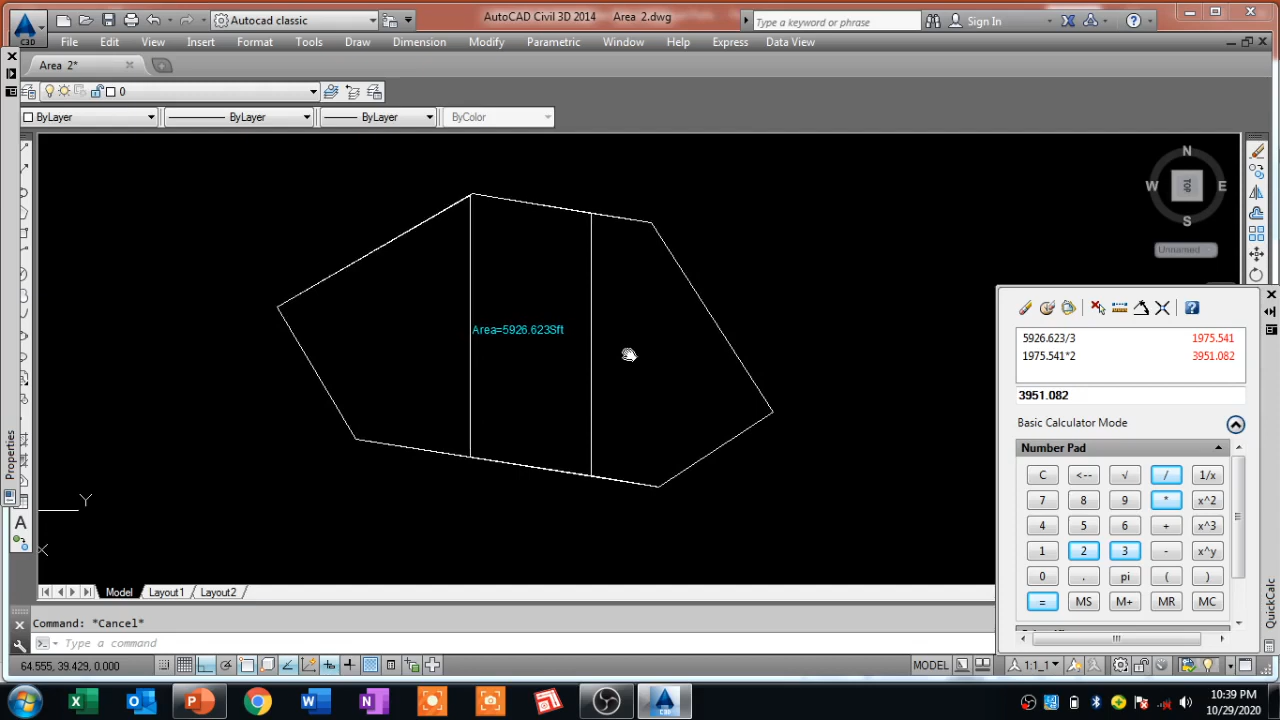 Autocad classic
AutoCAD Civil 3D 2014 Area 2.dwg
Type a keyword or phrase
Sign In
C3D
File Edit View Insert Format Tools Draw Dimension Modify Parametric Window Help Express Data View
Area 2*
0
ByLayer ByLayer ByLayer ByColor
N
W TOP E
S
Unnamed
Area=5926.623Sft
5926.623/3 1975.541
1975.541*2 3951.082
3951.082
Basic Calculator Mode
Number Pad
C <-- √ / 1/x
7 8 9 * x^2
4 5 6 + x^3
1 2 3 - x^y
0 . pi ( )
= MS M+ MR MC
QuickCalc
Properties
A
Y
X
Model Layout1 Layout2
Command: *Cancel*
Type a command
64.555, 39.429, 0.000
MODEL
1:1_1
10:39 PM
10/29/2020